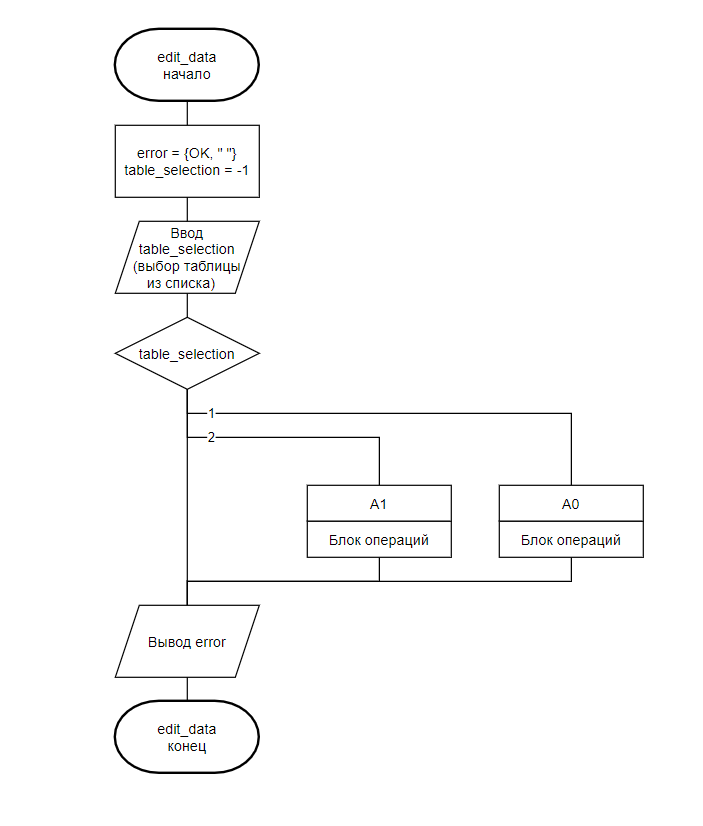 edit_data
начало
error = {OK, " "}
table_selection = -1
Ввод
table_selection
(выбор таблицы
из списка)
table_selection
1
2
A1
A0
Блок операций
Блок операций
Вывод error
edit_data
конец